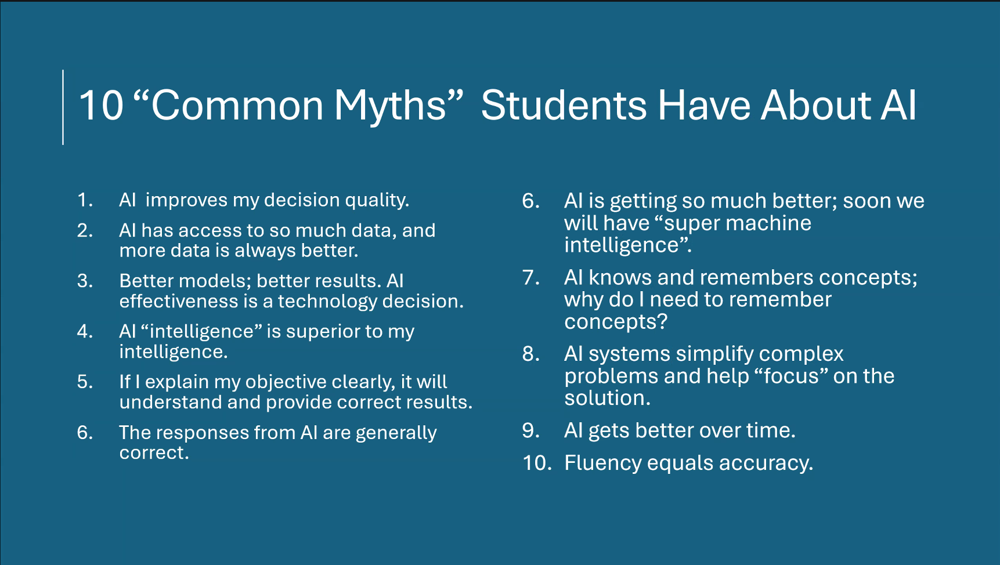 10 “Common Myths” Students Have About AI
1. AI improves my decision quality.
2. AI has access to so much data, and
more data is always better.
3. Better models; better results. AI
effectiveness is a technology decision.
4. AI “intelligence” is superior to my
intelligence.
5. If I explain my objective clearly, it will
understand and provide correct results.
6. The responses from AI are generally
correct.
6. AI is getting so much better; soon we
will have “super machine
intelligence”.
7. AI knows and remembers concepts;
why do I need to remember
concepts?
8. AI systems simplify complex
problems and help “focus” on the
solution.
9. AI gets better over time.
10. Fluency equals accuracy.